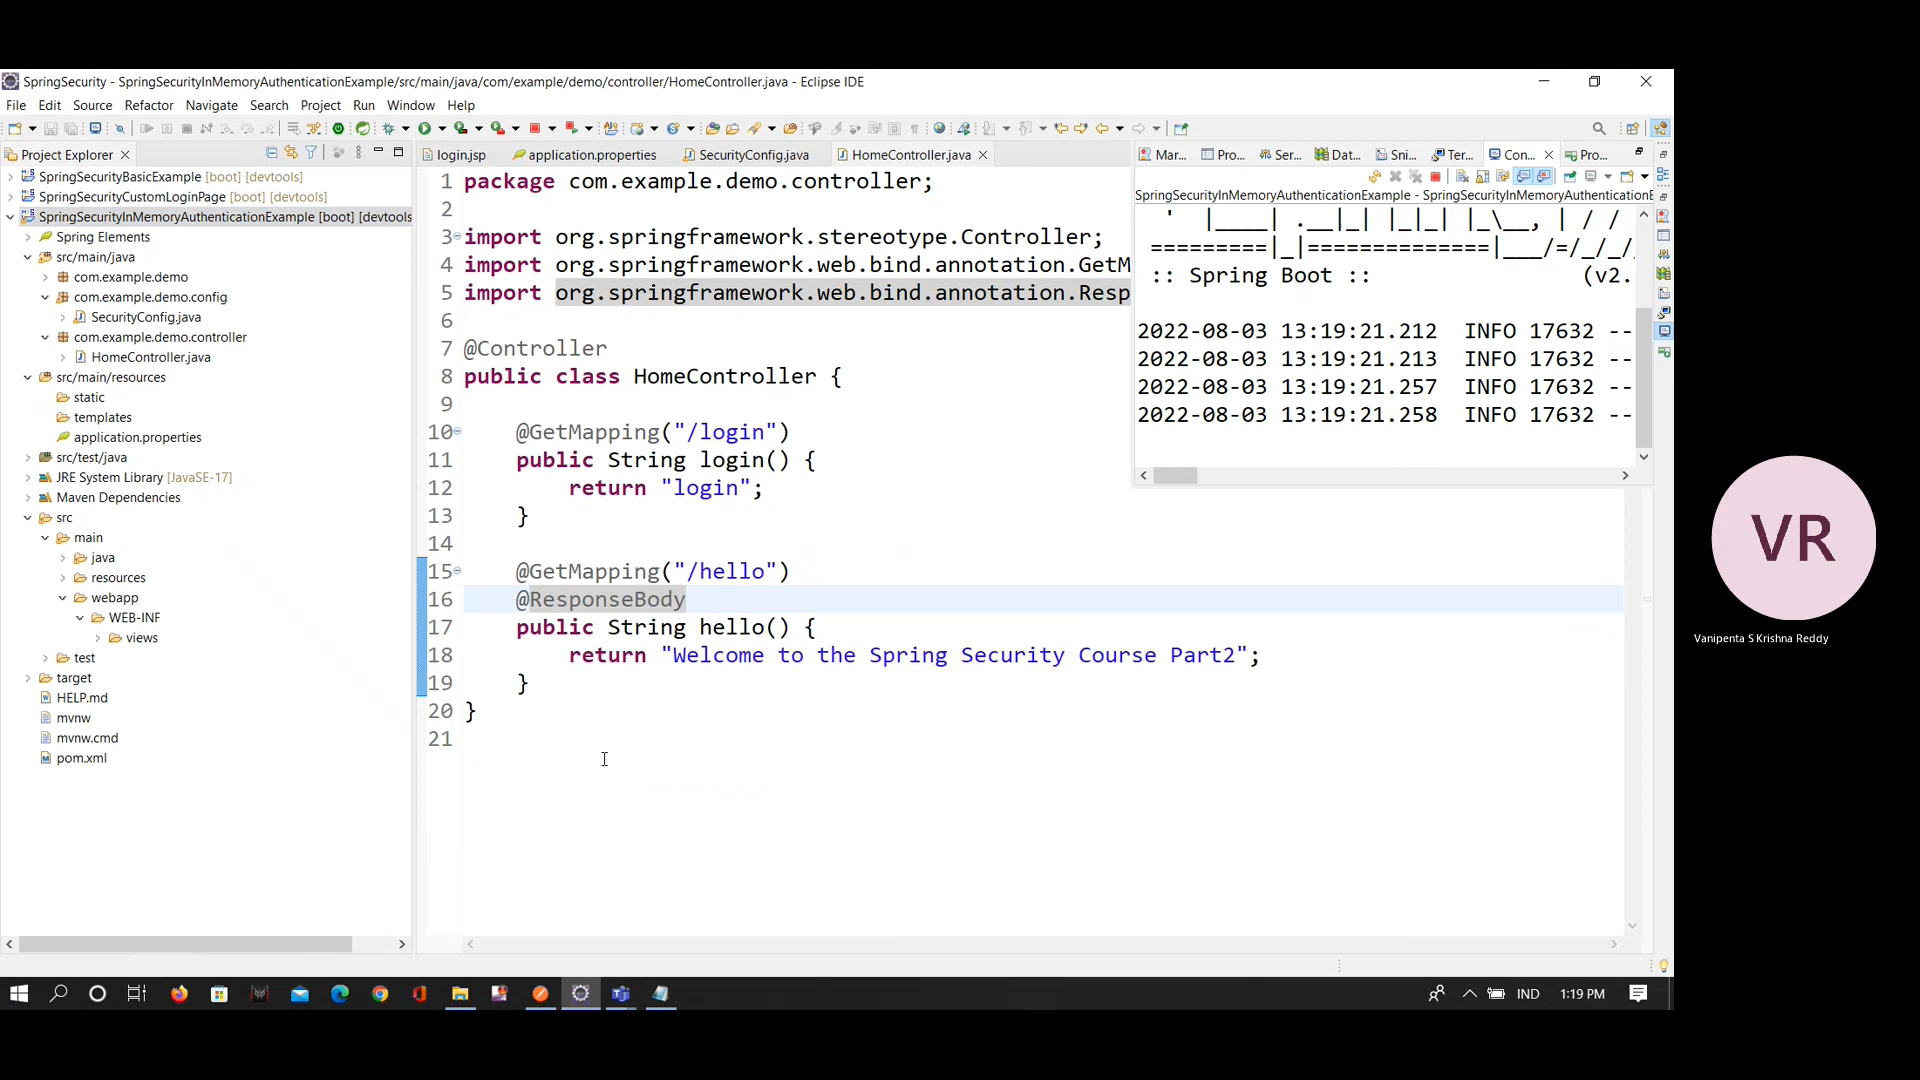 SpringSecurity - SpringSecurityInMemoryAuthenticationExample/src/main/java/com/example/demo/controller/HomeController.java - Eclipse IDE
File Edit Source Refactor Navigate Search Project Run Window Help
Project Explorer
login.jsp application.properties SecurityConfig.java HomeController.java
Mar... Pro... Ser... Dat... Sni... Ter... Con... Pro...
SpringSecurityBasicExample [boot] [devtools]
SpringSecurityCustomLoginPage [boot] [devtools]
SpringSecurityInMemoryAuthenticationExample [boot] [devtools
Spring Elements
src/main/java
com.example.demo
com.example.demo.config
SecurityConfig.java
com.example.demo.controller
HomeController.java
src/main/resources
static
templates
application.properties
src/test/java
JRE System Library [JavaSE-17]
Maven Dependencies
src
main
java
resources
webapp
WEB-INF
views
test
target
HELP.md
mvnw
mvnw.cmd
pom.xml
1 package com.example.demo.controller;
2
3 import org.springframework.stereotype.Controller;
4 import org.springframework.web.bind.annotation.GetM
5 import org.springframework.web.bind.annotation.Resp
6
7 @Controller
8 public class HomeController {
9
10 @GetMapping("/login")
11 public String login() {
12 return "login";
13 }
14
15 @GetMapping("/hello")
16 @ResponseBody
17 public String hello() {
18 return "Welcome to the Spring Security Course Part2";
19 }
20 }
21
SpringSecurityInMemoryAuthenticationExample - SpringSecurityInMemoryAuthenticationE
' |____| .__|_| |_|_| |_\__, | / /
=========|_|==============|___/=/_/_/
:: Spring Boot :: (v2.
2022-08-03 13:19:21.212 INFO 17632 --
2022-08-03 13:19:21.213 INFO 17632 --
2022-08-03 13:19:21.257 INFO 17632 --
2022-08-03 13:19:21.258 INFO 17632 --
VR
Vanipenta S Krishna Reddy
IND 1:19 PM